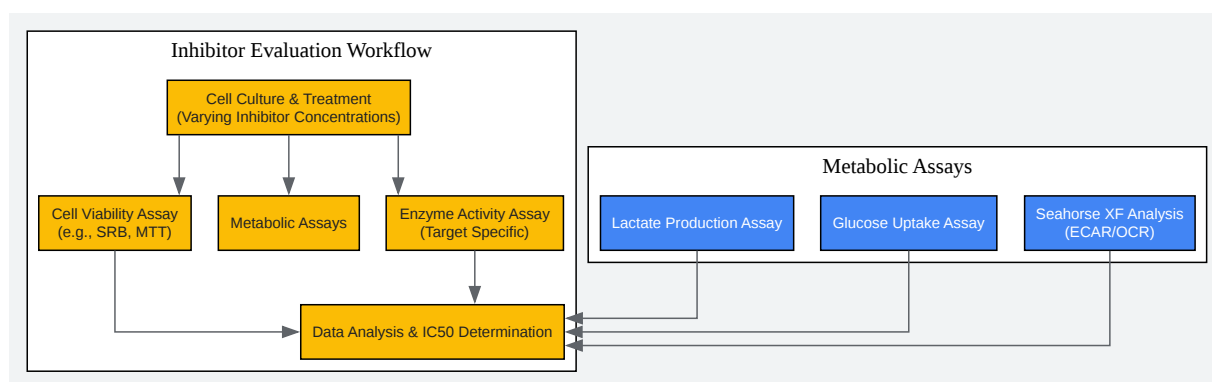 Inhibitor Evaluation Workflow
Cell Culture & Treatment
(Varying Inhibitor Concentrations)
Cell Viability Assay
(e.g., SRB, MTT)
Metabolic Assays
Enzyme Activity Assay
(Target Specific)
Data Analysis & IC50 Determination
Metabolic Assays
Lactate Production Assay
Glucose Uptake Assay
Seahorse XF Analysis
(ECAR/OCR)